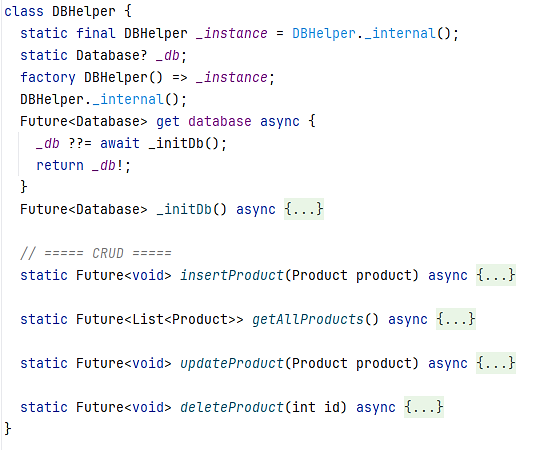 class DBHelper {
  static final DBHelper _instance = DBHelper._internal();
  static Database? _db;
  factory DBHelper() => _instance;
  DBHelper._internal();
  Future<Database> get database async {
    _db ??= await _initDb();
    return _db!;
  }
  Future<Database> _initDb() async {...}

  // ===== CRUD =====
  static Future<void> insertProduct(Product product) async {...}

  static Future<List<Product>> getAllProducts() async {...}

  static Future<void> updateProduct(Product product) async {...}

  static Future<void> deleteProduct(int id) async {...}
}